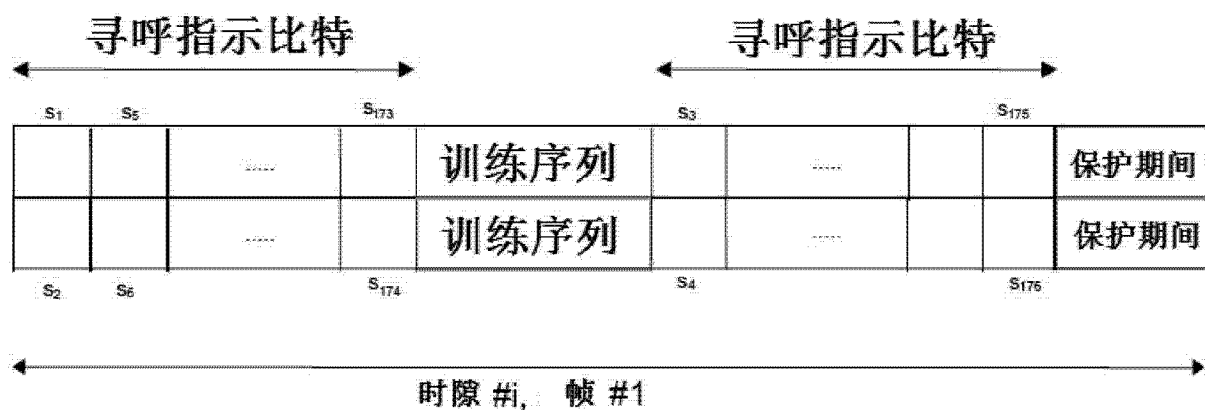 寻呼指示比特 寻呼指示比特
S1 S5 S173 S3 S175
..... 训练序列 ..... 保护期间
..... 训练序列 ..... 保护期间
S2 S6 S174 S4 S176
时隙 #i, 帧 #1